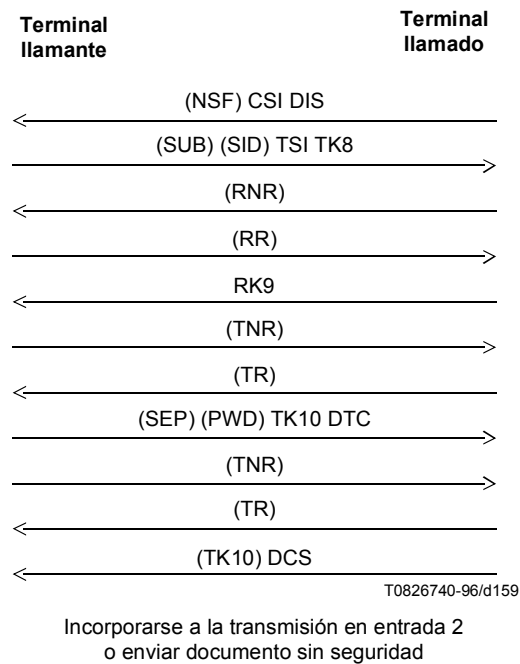 Terminal
llamante
Terminal
llamado
(NSF) CSI DIS
(SUB) (SID) TSI TK8
(RNR)
(RR)
RK9
(TNR)
(TR)
(SEP) (PWD) TK10 DTC
(TNR)
(TR)
(TK10) DCS
T0826740-96/d159
Incorporarse a la transmisión en entrada 2
o enviar documento sin seguridad